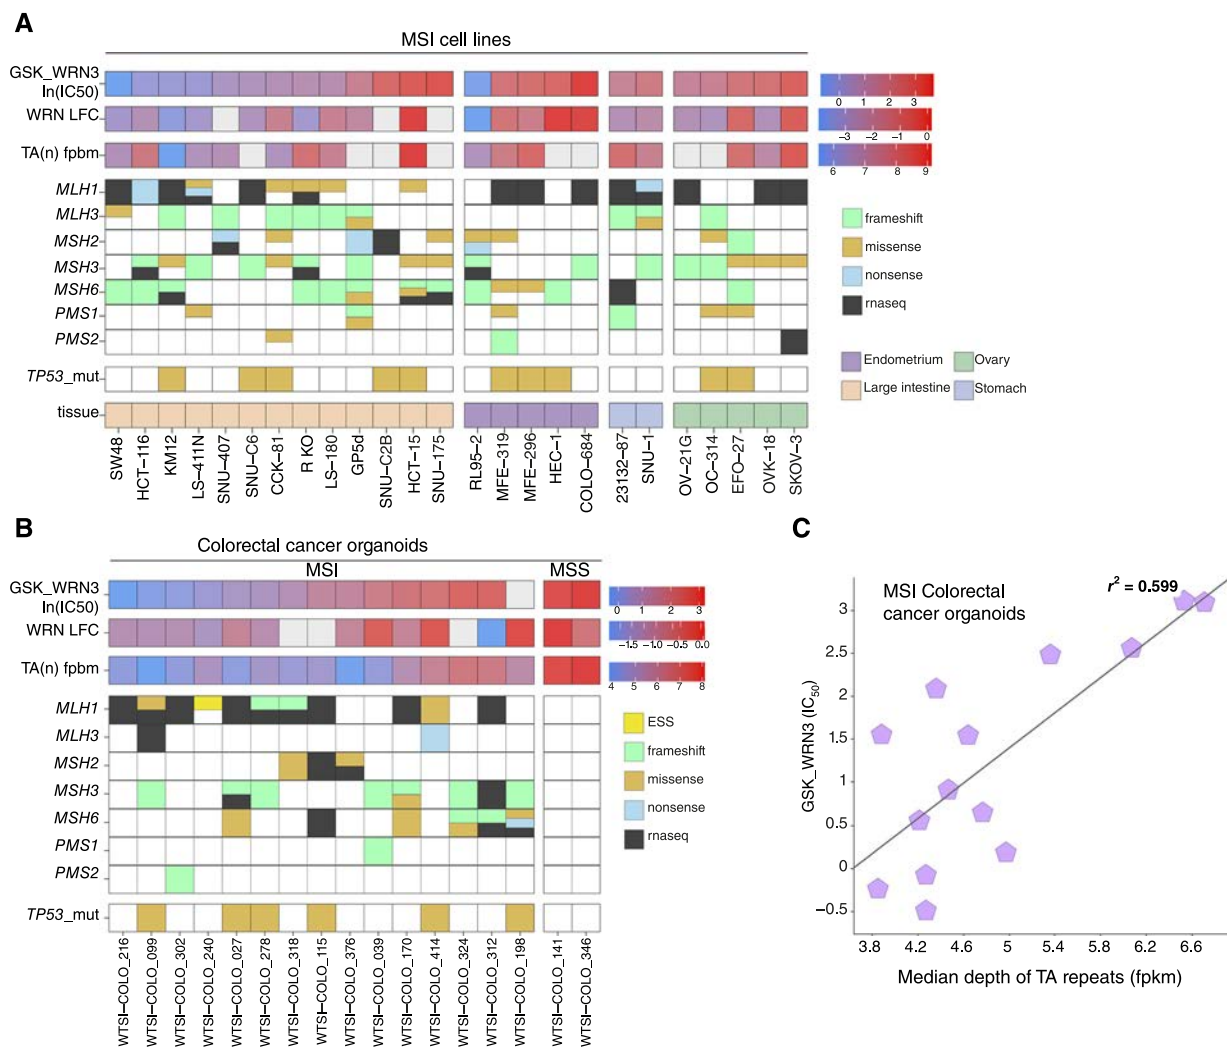 A
MSI cell lines
GSK_WRN3
In(IC50)
0 1 2 3
WRN LFC
−3 −2 −1 0
TA(n) fpbm
6 7 8 9
MLH1
MLH3
MSH2
MSH3
MSH6
PMS1
PMS2
TP53_mut
tissue
frameshift
missense
nonsense
rnaseq
Endometrium Ovary
Large intestine Stomach
SW48
HCT−116
KM12
LS−411N
SNU−407
SNU−C6
CCK−81
R KO
LS−180
GP5d
SNU−C2B
HCT−15
SNU−175
RL95−2
MFE−319
MFE−296
HEC−1
COLO−684
23132−87
SNU−1
OV−21G
OC−314
EFO−27
OVK−18
SKOV−3
B
Colorectal cancer organoids
MSI MSS
GSK_WRN3
In(IC50)
0 1 2 3
WRN LFC
−1.5 −1.0 −0.5 0.0
TA(n) fpbm
4 5 6 7 8
MLH1
MLH3
MSH2
MSH3
MSH6
PMS1
PMS2
TP53_mut
ESS
frameshift
missense
nonsense
rnaseq
WTSI−COLO_216
WTSI−COLO_099
WTSI−COLO_302
WTSI−COLO_240
WTSI−COLO_027
WTSI−COLO_278
WTSI−COLO_318
WTSI−COLO_115
WTSI−COLO_376
WTSI−COLO_039
WTSI−COLO_170
WTSI−COLO_414
WTSI−COLO_324
WTSI−COLO_312
WTSI−COLO_198
WTSI−COLO_141
WTSI−COLO_346
C
MSI Colorectal
cancer organoids
r² = 0.599
GSK_WRN3 (IC50)
3
2.5
2
1.5
1
0.5
0
−0.5
3.8 4.2 4.6 5 5.4 5.8 6.2 6.6
Median depth of TA repeats (fpkm)